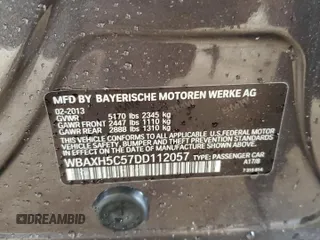 MFD. BY BAYERISCHE MOTOREN WERKE AG
02-2013
GVWR 5170 lbs 2345 kg
GAWR FRONT 2447 lbs 1110 kg
GAWR REAR 2888 lbs 1310 kg
THIS VEHICLE CONFORMS TO ALL APPLICABLE
U.S. FEDERAL MOTOR VEHICLE SAFETY, BUMPER, AND
THEFT PREVENTION STANDARDS IN EFFECT ON THE
DATE OF MANUFACTURE SHOWN ABOVE.
WBAXH5C57DD112057 TYPE: PASSENGER CAR
A17/8
DREAMBID